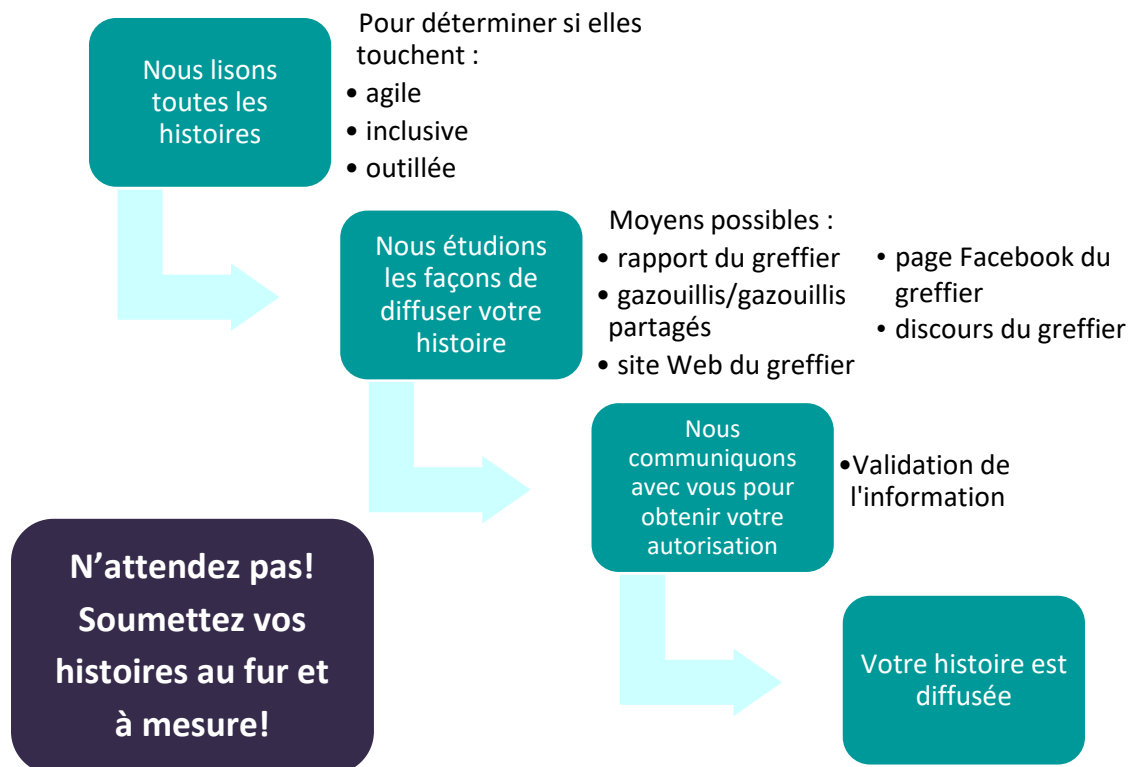 Nous lisons
toutes les
histoires
Pour déterminer si elles
touchent :
• agile
• inclusive
• outillée
Nous étudions
les façons de
diffuser votre
histoire
Moyens possibles :
• rapport du greffier
• gazouillis/gazouillis
partagés
• site Web du greffier
• page Facebook du
greffier
• discours du greffier
Nous
communiquons
avec vous pour
obtenir votre
autorisation
•Validation de
l'information
N’attendez pas!
Soumettez vos
histoires au fur et
à mesure!
Votre histoire est
diffusée